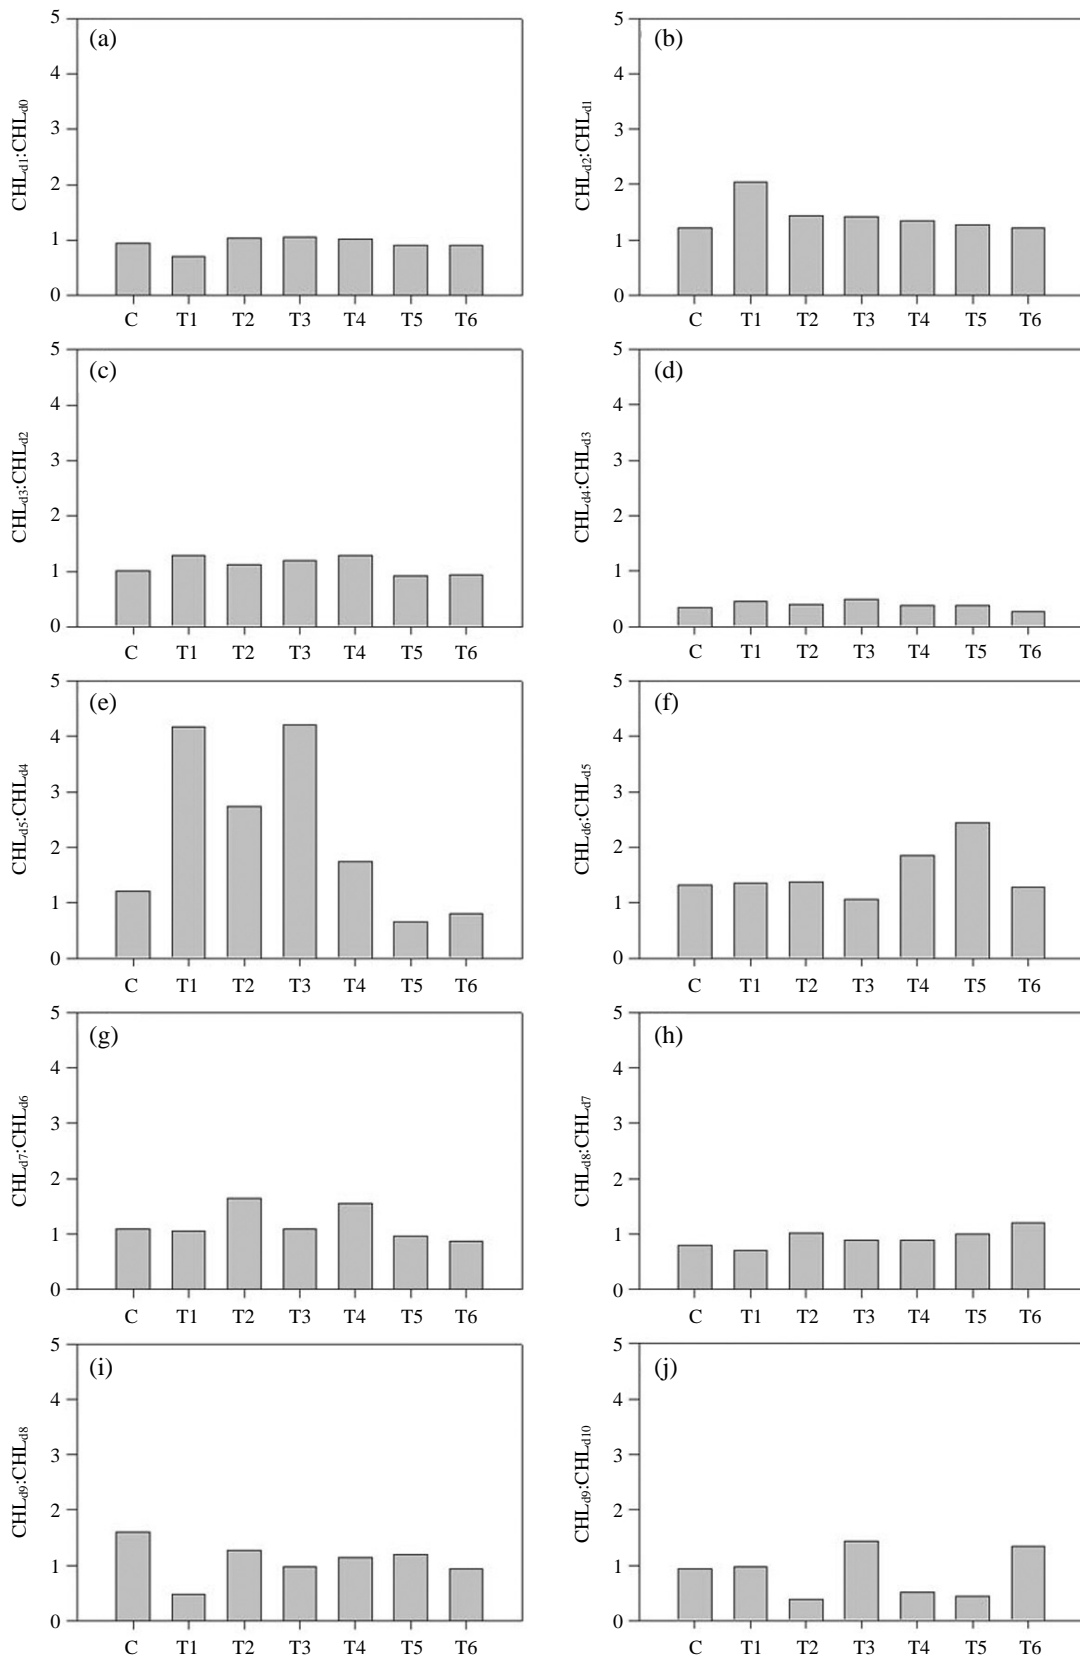 (a)
CHLd1:CHLd0
5
4
3
2
1
0
C T1 T2 T3 T4 T5 T6
(b)
CHLd2:CHLd1
5
4
3
2
1
0
C T1 T2 T3 T4 T5 T6
(c)
CHLd3:CHLd2
5
4
3
2
1
0
C T1 T2 T3 T4 T5 T6
(d)
CHLd4:CHLd3
5
4
3
2
1
0
C T1 T2 T3 T4 T5 T6
(e)
CHLd5:CHLd4
5
4
3
2
1
0
C T1 T2 T3 T4 T5 T6
(f)
CHLd6:CHLd5
5
4
3
2
1
0
C T1 T2 T3 T4 T5 T6
(g)
CHLd7:CHLd6
5
4
3
2
1
0
C T1 T2 T3 T4 T5 T6
(h)
CHLd8:CHLd7
5
4
3
2
1
0
C T1 T2 T3 T4 T5 T6
(i)
CHLd9:CHLd8
5
4
3
2
1
0
C T1 T2 T3 T4 T5 T6
(j)
CHLd9:CHLd10
5
4
3
2
1
0
C T1 T2 T3 T4 T5 T6